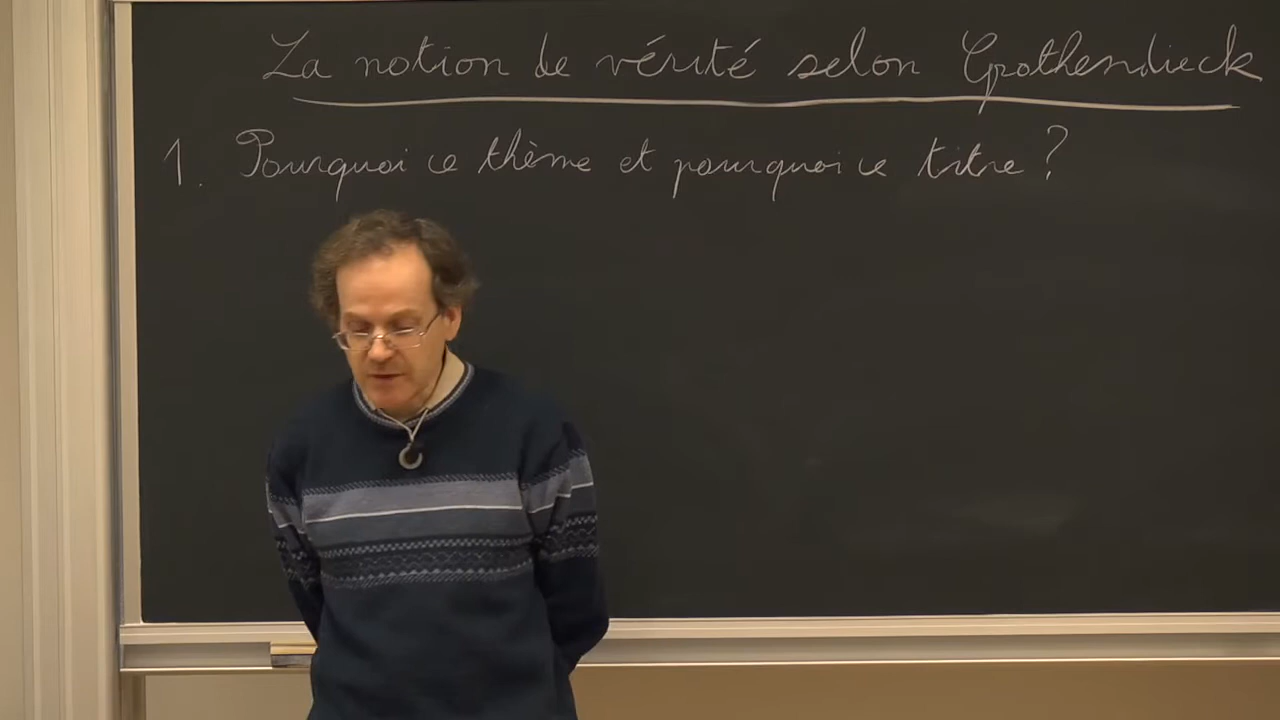 La notion de vérité selon Grothendieck
1. Pourquoi ce thème et pourquoi ce titre ?